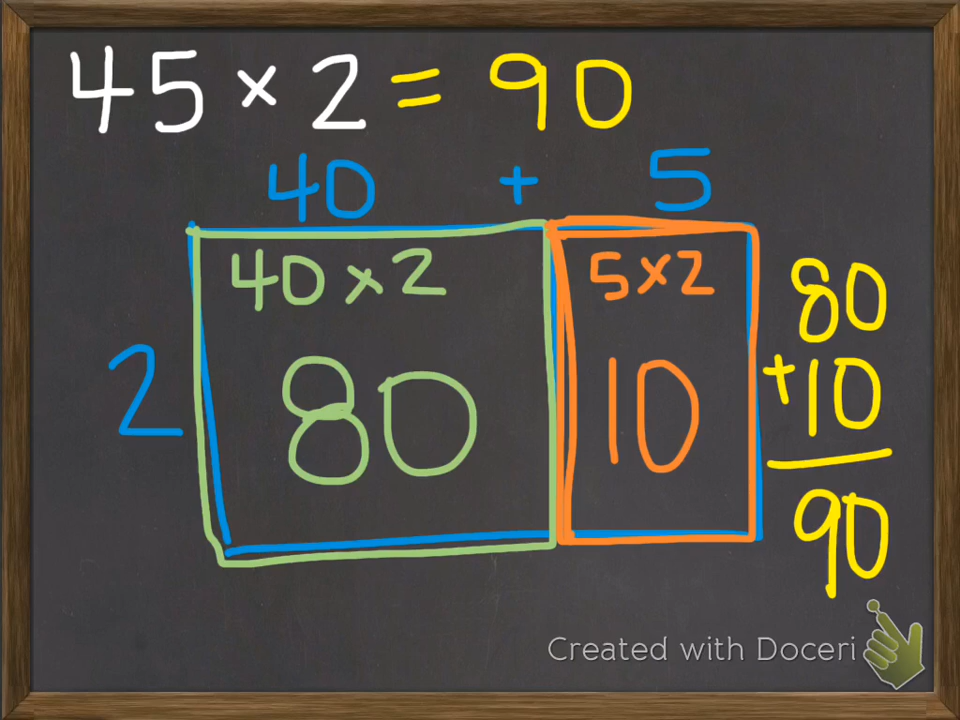 45 × 2 = 90
40 + 5
40 × 2
5 × 2
2
80
10
80
+10
90
Created with Doceri